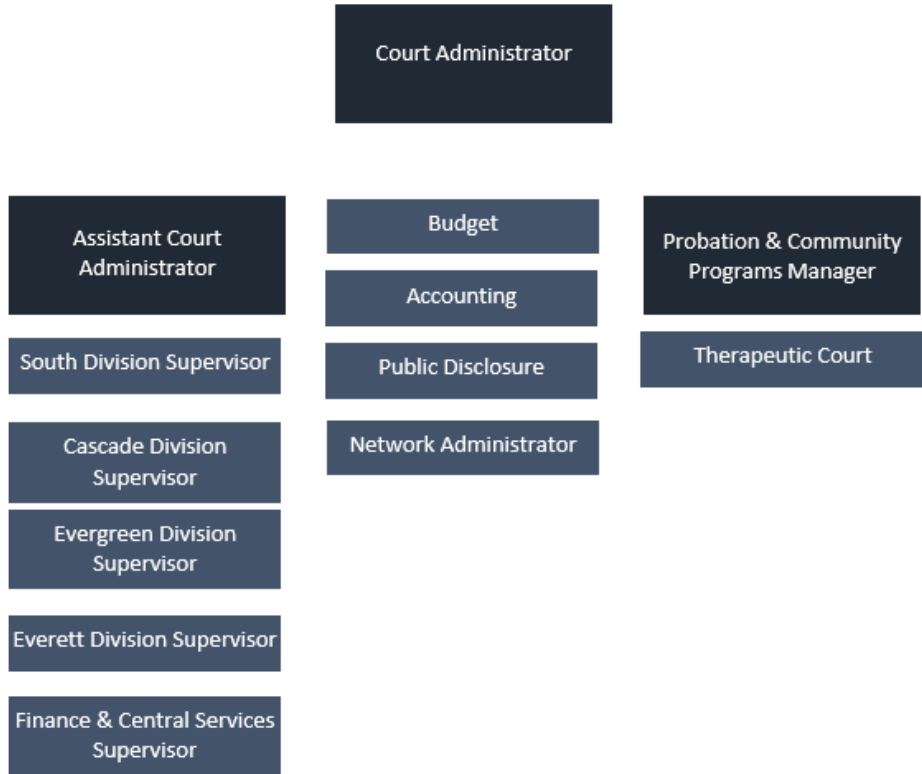 Court Administrator
Assistant Court
Administrator
South Division Supervisor
Cascade Division
Supervisor
Evergreen Division
Supervisor
Everett Division Supervisor
Finance & Central Services
Supervisor
Budget
Accounting
Public Disclosure
Network Administrator
Probation & Community
Programs Manager
Therapeutic Court